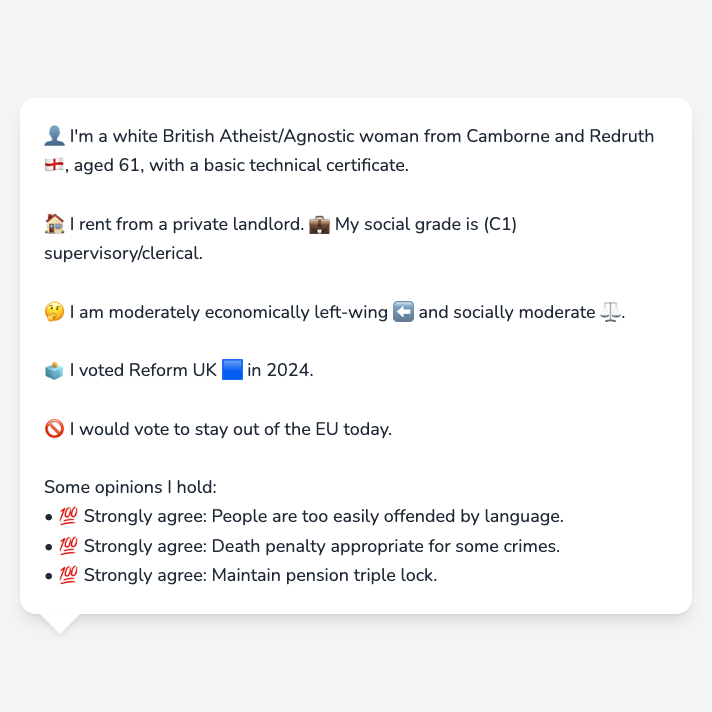 👤 I'm a white British Atheist/Agnostic woman from Camborne and Redruth
🏴󠁧󠁢󠁥󠁮󠁧󠁿, aged 61, with a basic technical certificate.
🏠 I rent from a private landlord. 💼 My social grade is (C1)
supervisory/clerical.
🤔 I am moderately economically left-wing ⬅️ and socially moderate ⚖️.
🗳️ I voted Reform UK 🟦 in 2024.
🚫 I would vote to stay out of the EU today.
Some opinions I hold:
• 💯 Strongly agree: People are too easily offended by language.
• 💯 Strongly agree: Death penalty appropriate for some crimes.
• 💯 Strongly agree: Maintain pension triple lock.